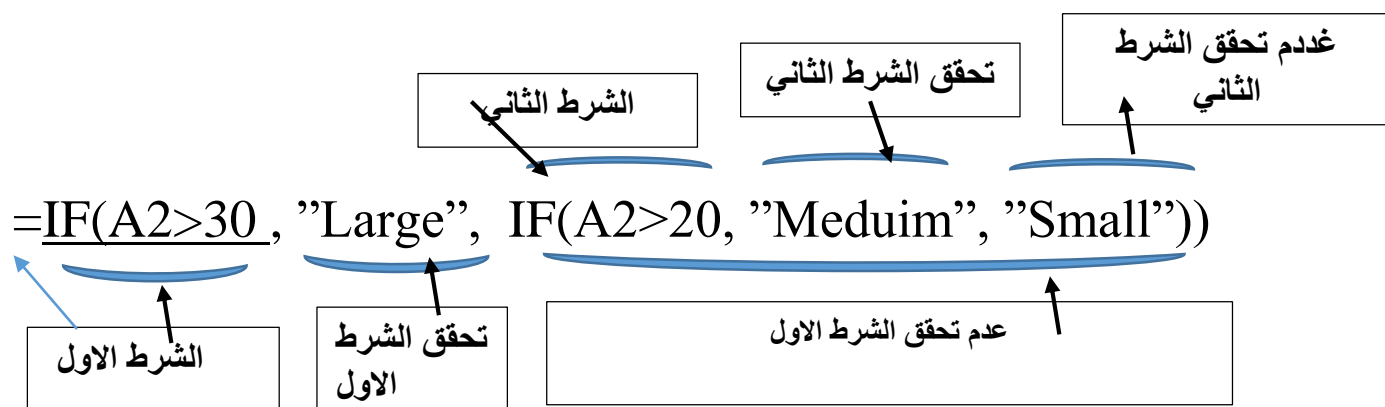 غددم تحقق الشرط
الثاني
تحقق الشرط الثاني
الشرط الثاني
=IF(A2>30 , ”Large”, IF(A2>20, ”Meduim”, ”Small”))
الشرط الاول
تحقق الشرط
الاول
عدم تحقق الشرط الاول